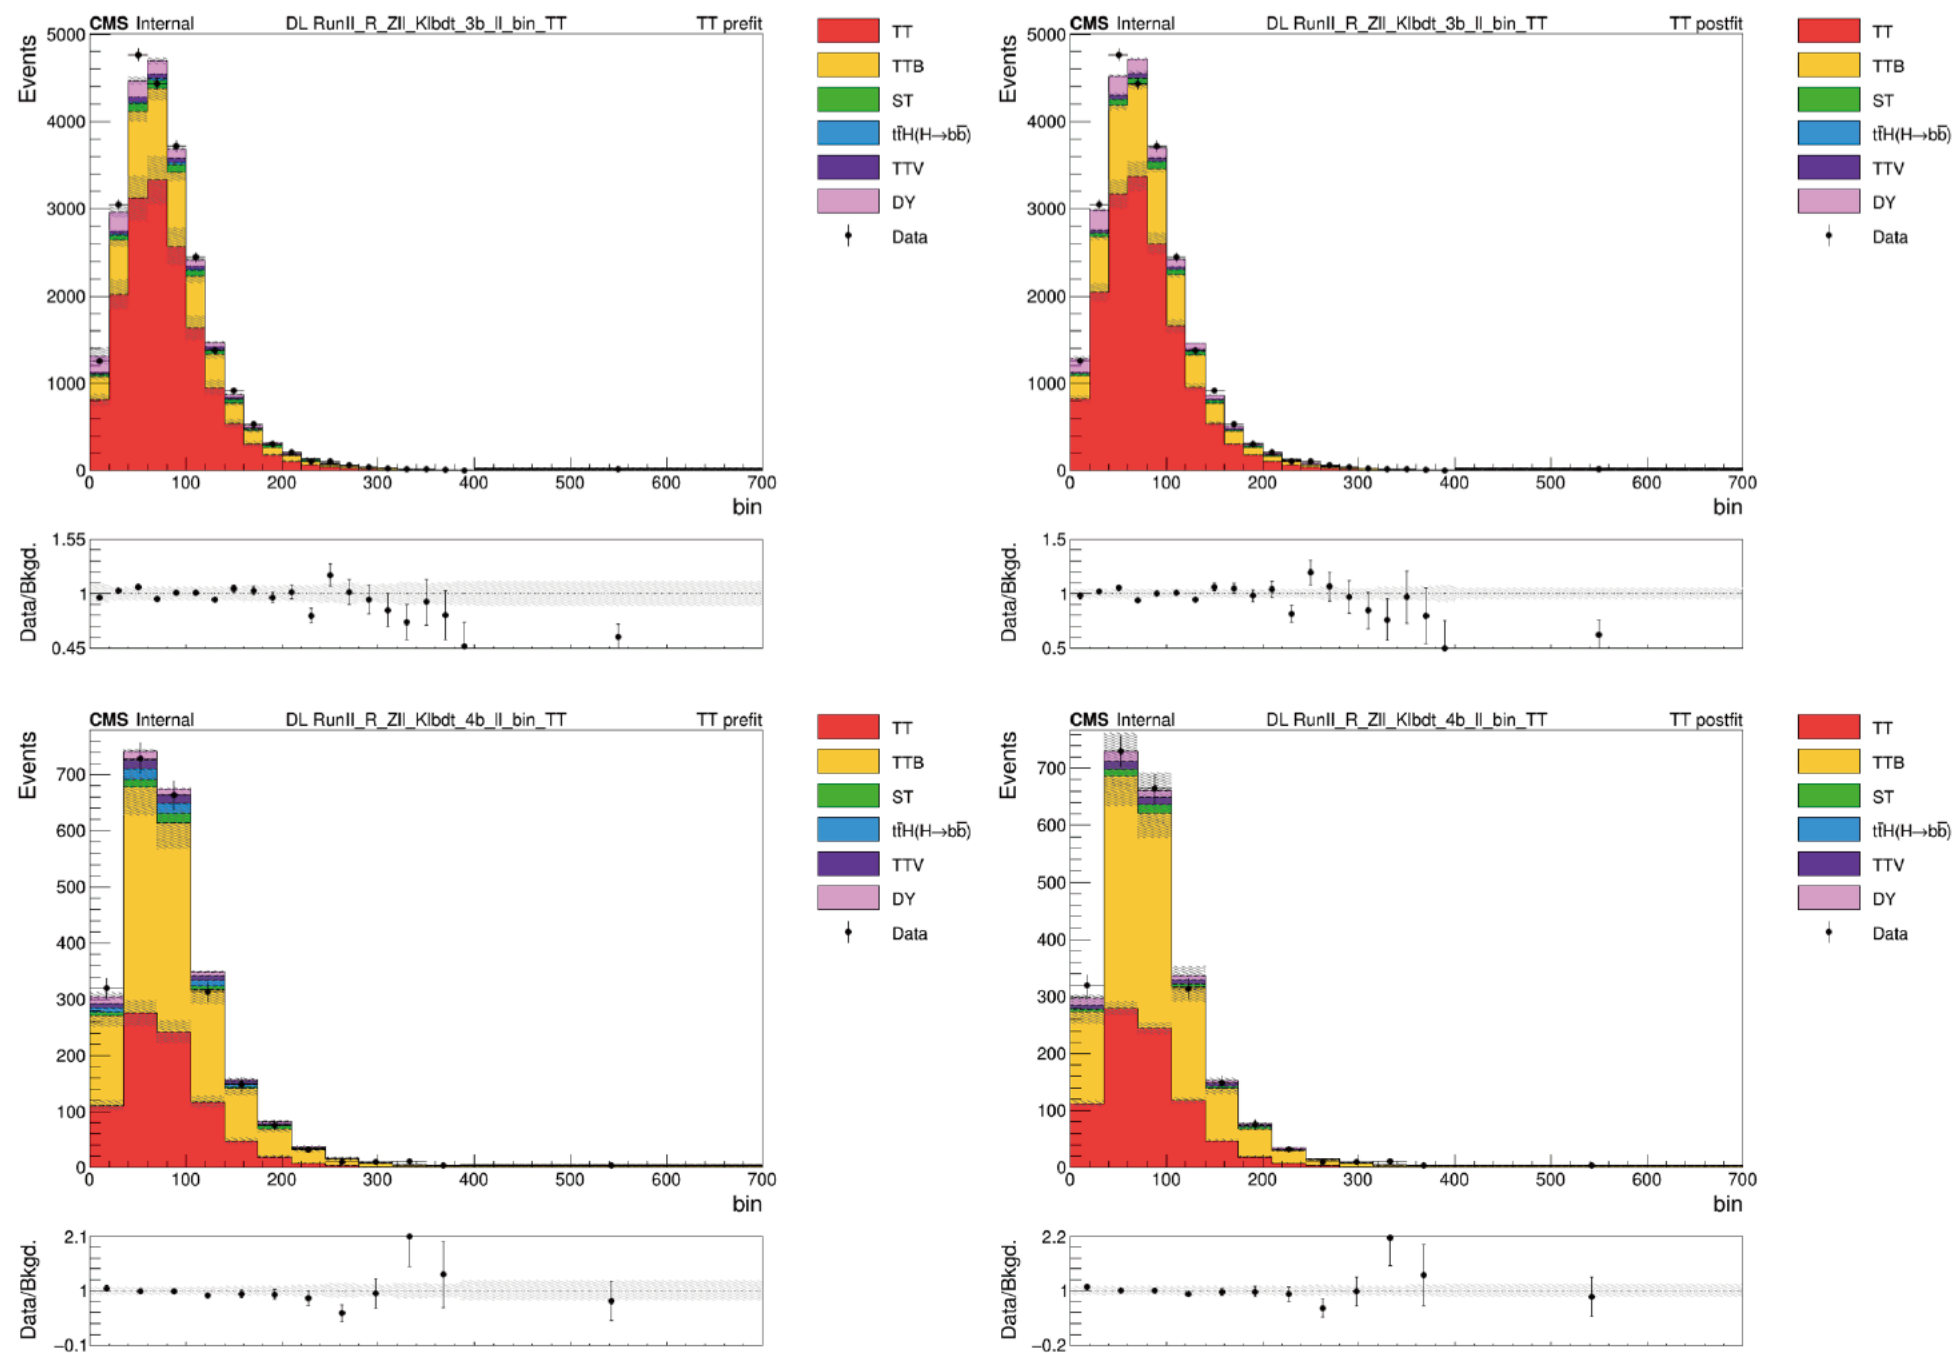 CMS Internal DL RunII_R_ZII_KIbdt_3b_II_bin_TT TT prefit
Events
5000
4000
3000
2000
1000
0
0 100 200 300 400 500 600 700
bin
TT
TTB
ST
tt̄H(H→bb̄)
TTV
DY
Data
Data/Bkgd.
1.55
1
0.45
CMS Internal DL RunII_R_ZII_KIbdt_3b_II_bin_TT TT postfit
Events
5000
4000
3000
2000
1000
0
0 100 200 300 400 500 600 700
bin
TT
TTB
ST
tt̄H(H→bb̄)
TTV
DY
Data
Data/Bkgd.
1.5
1
0.5
CMS Internal DL RunII_R_ZII_KIbdt_4b_II_bin_TT TT prefit
Events
700
600
500
400
300
200
100
0
0 100 200 300 400 500 600 700
bin
TT
TTB
ST
tt̄H(H→bb̄)
TTV
DY
Data
Data/Bkgd.
2.1
1
−0.1
CMS Internal DL RunII_R_ZII_KIbdt_4b_II_bin_TT TT postfit
Events
700
600
500
400
300
200
100
0
0 100 200 300 400 500 600 700
bin
TT
TTB
ST
tt̄H(H→bb̄)
TTV
DY
Data
Data/Bkgd.
2.2
1
−0.2